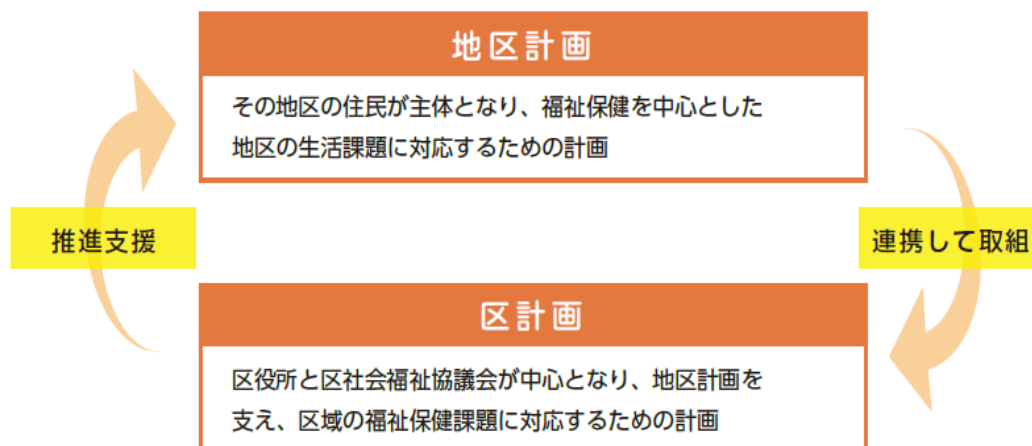 地区計画
その地区の住民が主体となり、福祉保健を中心とした
地区の生活課題に対応するための計画
推進支援
連携して取組
区計画
区役所と区社会福祉協議会が中心となり、地区計画を
支え、区域の福祉保健課題に対応するための計画